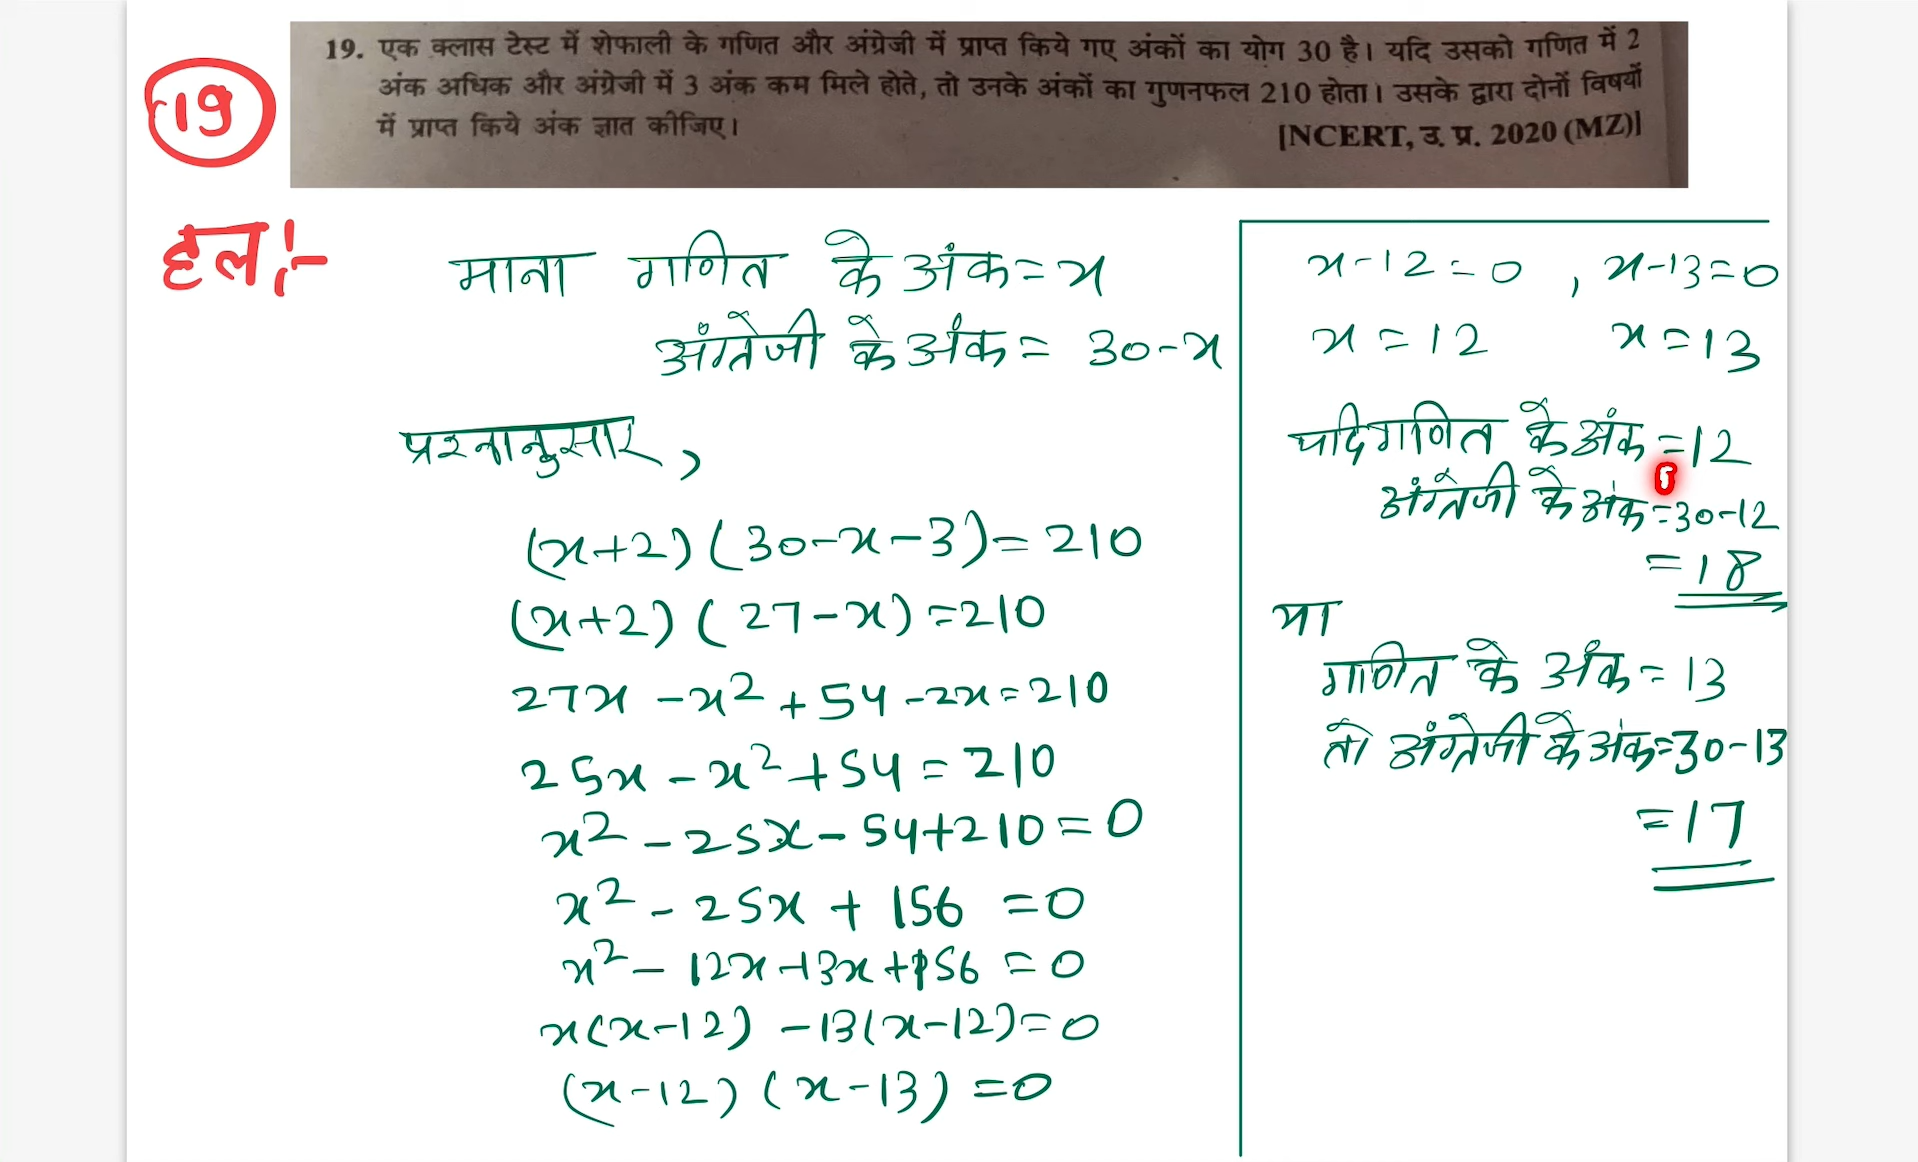 19. एक क्लास टेस्ट में शेफाली के गणित और अंग्रेजी में प्राप्त किये गए अंकों का योग 30 है। यदि उसको गणित में 2
अंक अधिक और अंग्रेजी में 3 अंक कम मिले होते, तो उनके अंकों का गुणनफल 210 होता। उसके द्वारा दोनों विषयों
में प्राप्त किये अंक ज्ञात कीजिए।
[NCERT, उ. प्र. 2020 (MZ)]
19
हल:-
माना गणित के अंक = x
अंग्रेजी के अंक = 30-x
प्रश्नानुसार,
(x+2)(30-x-3)=210
(x+2)(27-x)=210
27x-x²+54-2x=210
25x-x²+54=210
x²-25x-54+210=0
x²-25x+156=0
x²-12x-13x+156=0
x(x-12)-13(x-12)=0
(x-12)(x-13)=0
x-12=0, x-13=0
x=12 x=13
यदि गणित के अंक=12
अंग्रेजी के अंक=30-12
=18
या
गणित के अंक=13
तो अंग्रेजी के अंक=30-13
=17